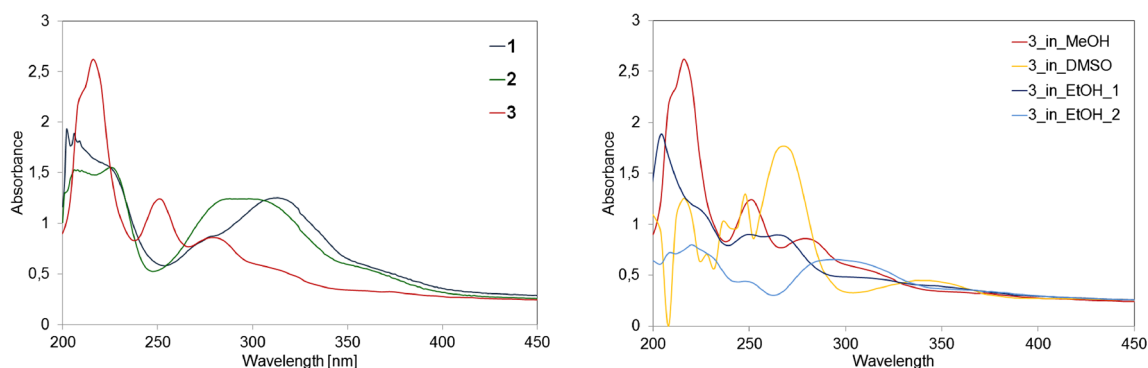 3
2,5
2
1,5
1
0,5
0
Absorbance
200 250 300 350 400 450
Wavelength [nm]
1
2
3
3
2,5
2
1,5
1
0,5
0
Absorbance
200 250 300 350 400 450
Wavelength
3_in_MeOH
3_in_DMSO
3_in_EtOH_1
3_in_EtOH_2